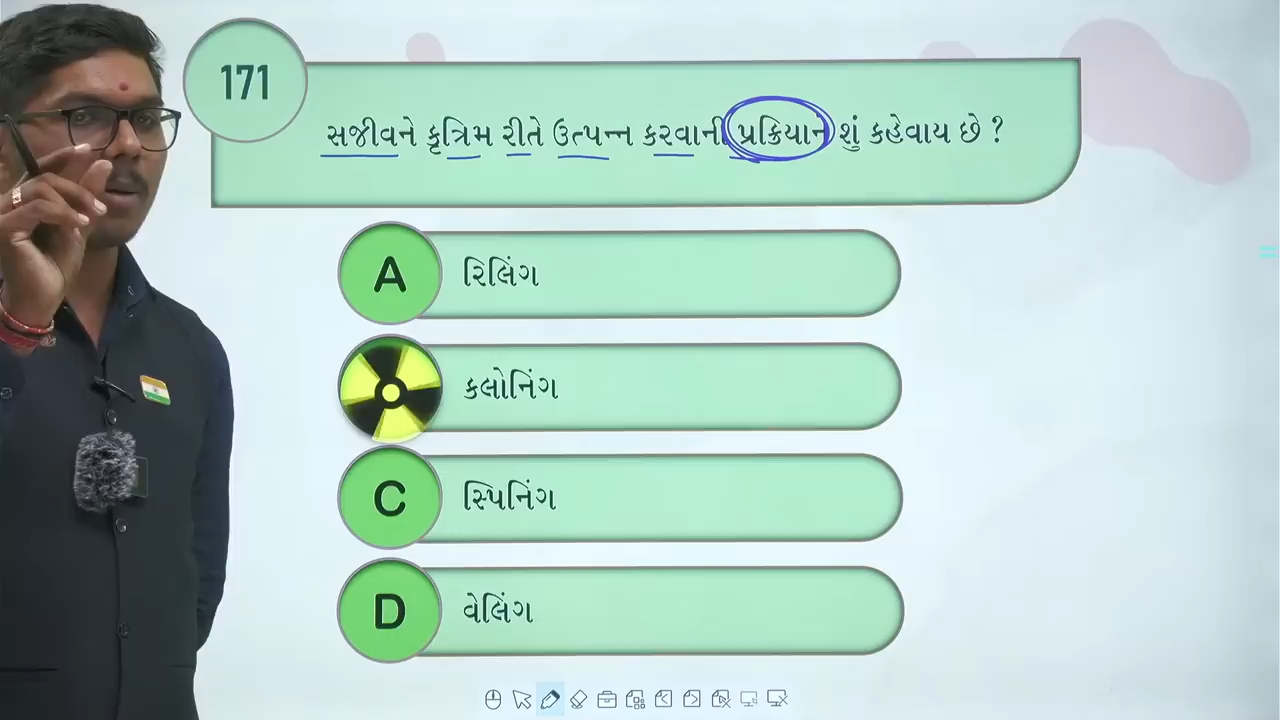 171
સજીવને કૃત્રિમ રીતે ઉત્પન્ન કરવાની પ્રક્રિયાને શું કહેવાય છે ?
A રિલિંગ
કલોનિંગ
C સ્પિનિંગ
D વેલિંગ